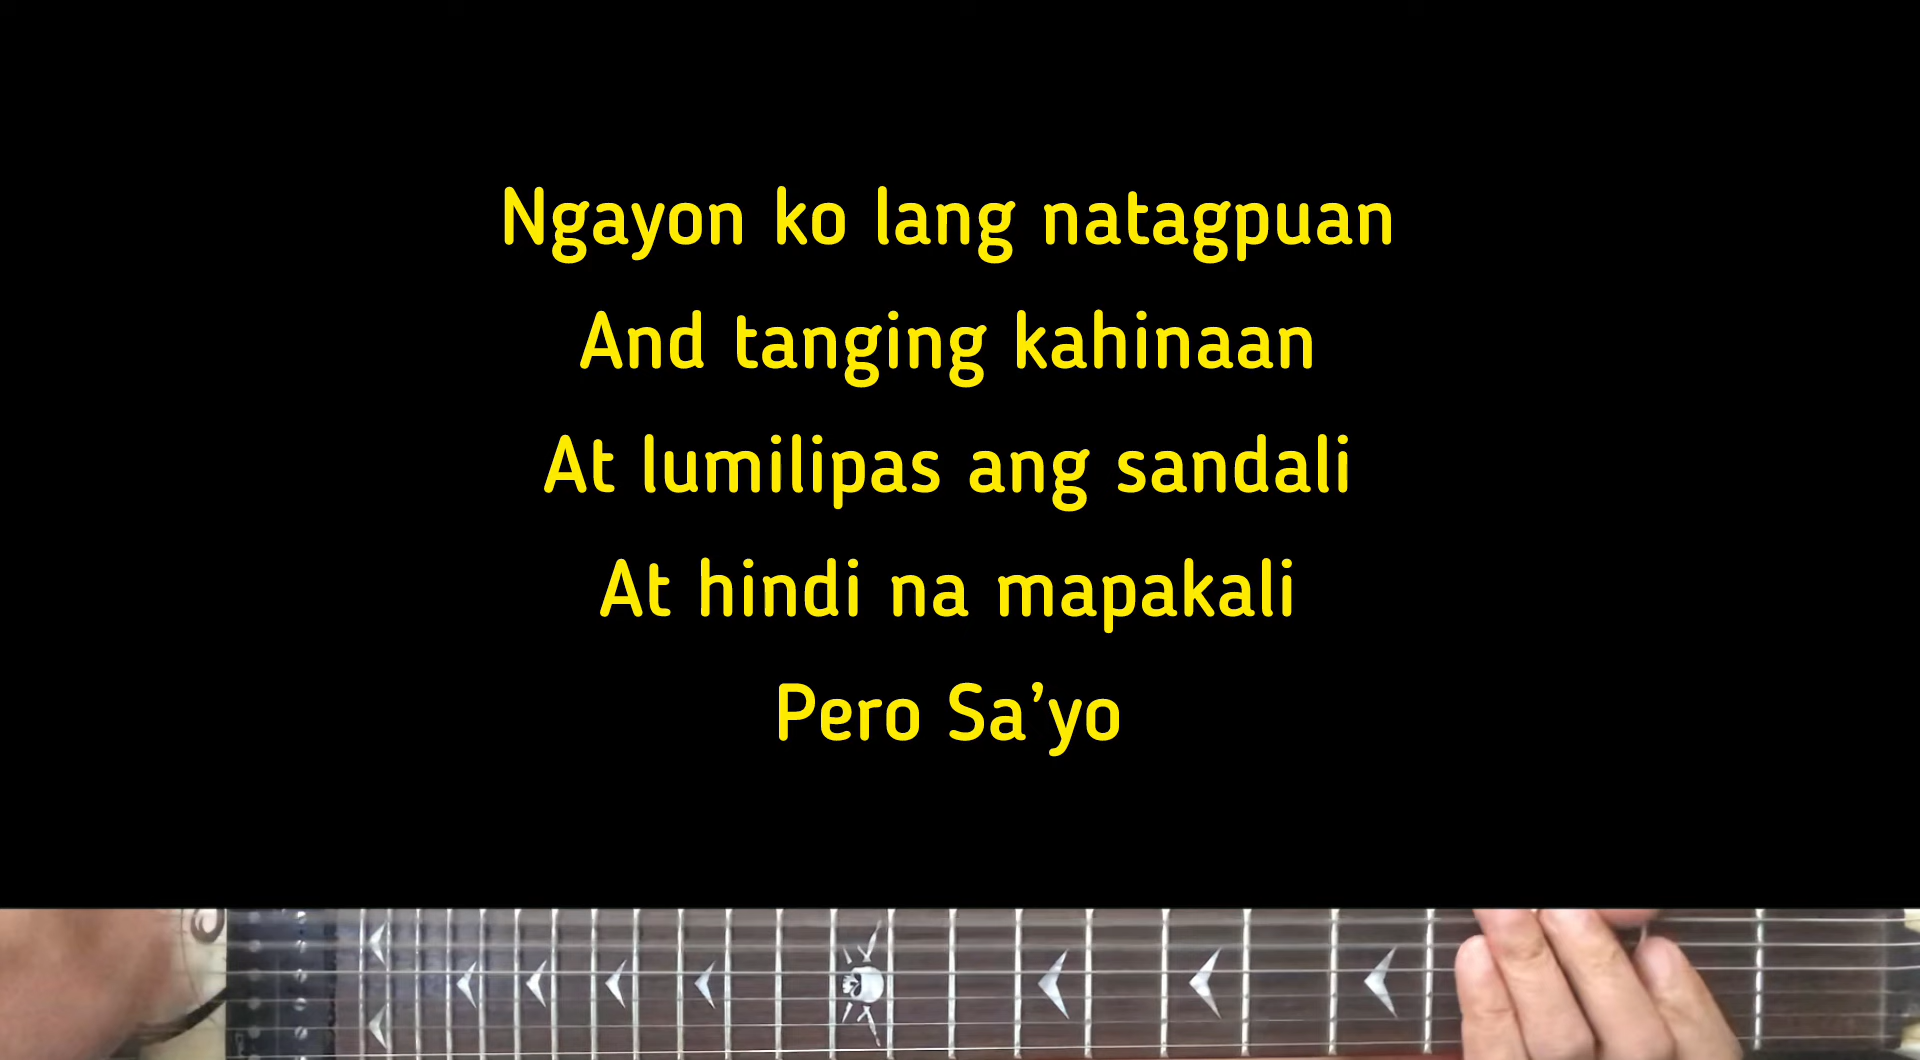 Ngayon ko lang natagpuan
And tanging kahinaan
At lumilipas ang sandali
At hindi na mapakali
Pero Sa’yo